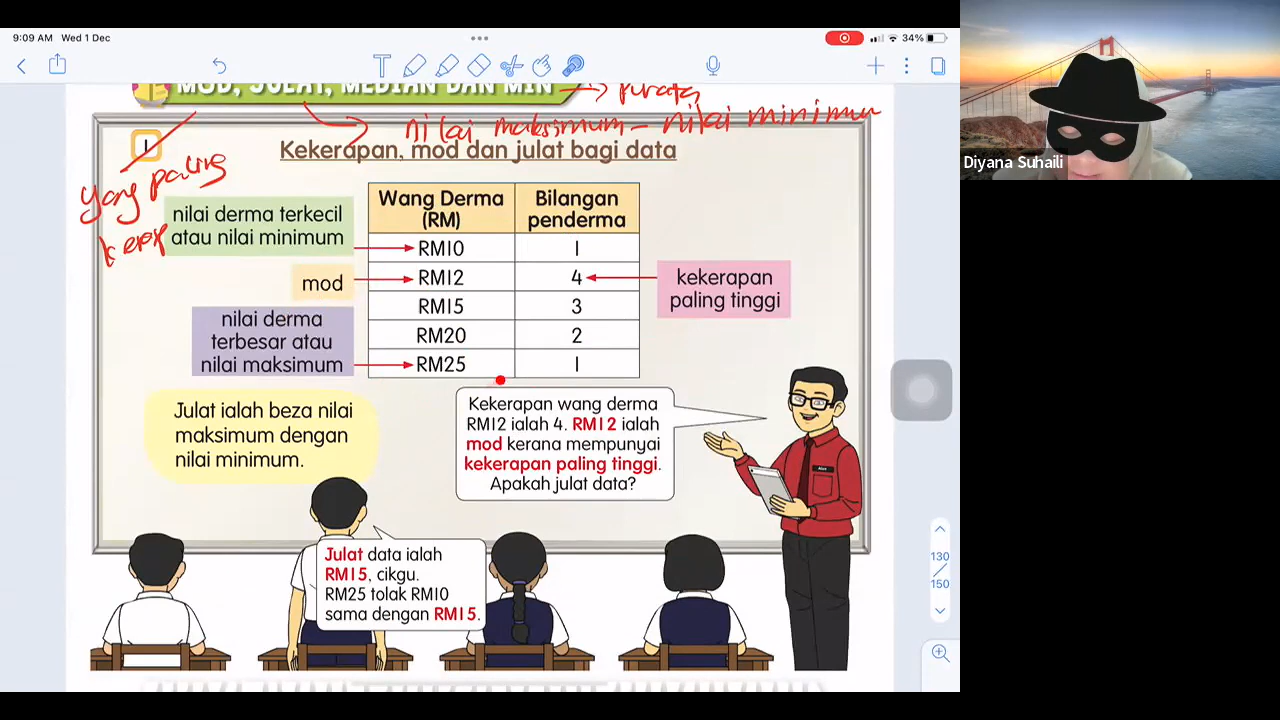 9:09 AM Wed 1 Dec
34%
MOD, JULAT, MEDIAN DAN MIN → purata
nilai maksimum - nilai minimum
1
Kekerapan, mod dan julat bagi data
yang paling
kerap
nilai derma terkecil
atau nilai minimum
mod
nilai derma
terbesar atau
nilai maksimum
Wang Derma
(RM)
Bilangan
penderma
RM10 1
RM12 4
RM15 3
RM20 2
RM25 1
kekerapan
paling tinggi
Julat ialah beza nilai
maksimum dengan
nilai minimum.
Kekerapan wang derma
RM12 ialah 4. RM12 ialah
mod kerana mempunyai
kekerapan paling tinggi.
Apakah julat data?
Julat data ialah
RM15, cikgu.
RM25 tolak RM10
sama dengan RM15.
130
150
Diyana Suhaili